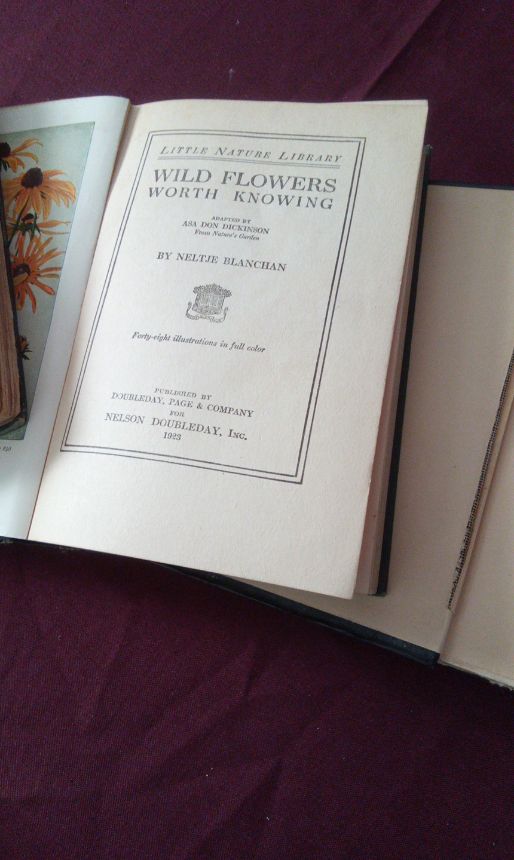 LITTLE NATURE LIBRARY
WILD FLOWERS
WORTH KNOWING
ADAPTED BY
ASA DON DICKINSON
From Nature's Garden
BY NELTJE BLANCHAN
Forty-eight illustrations in full color
PUBLISHED BY
DOUBLEDAY, PAGE & COMPANY
FOR
NELSON DOUBLEDAY, INC.
1923